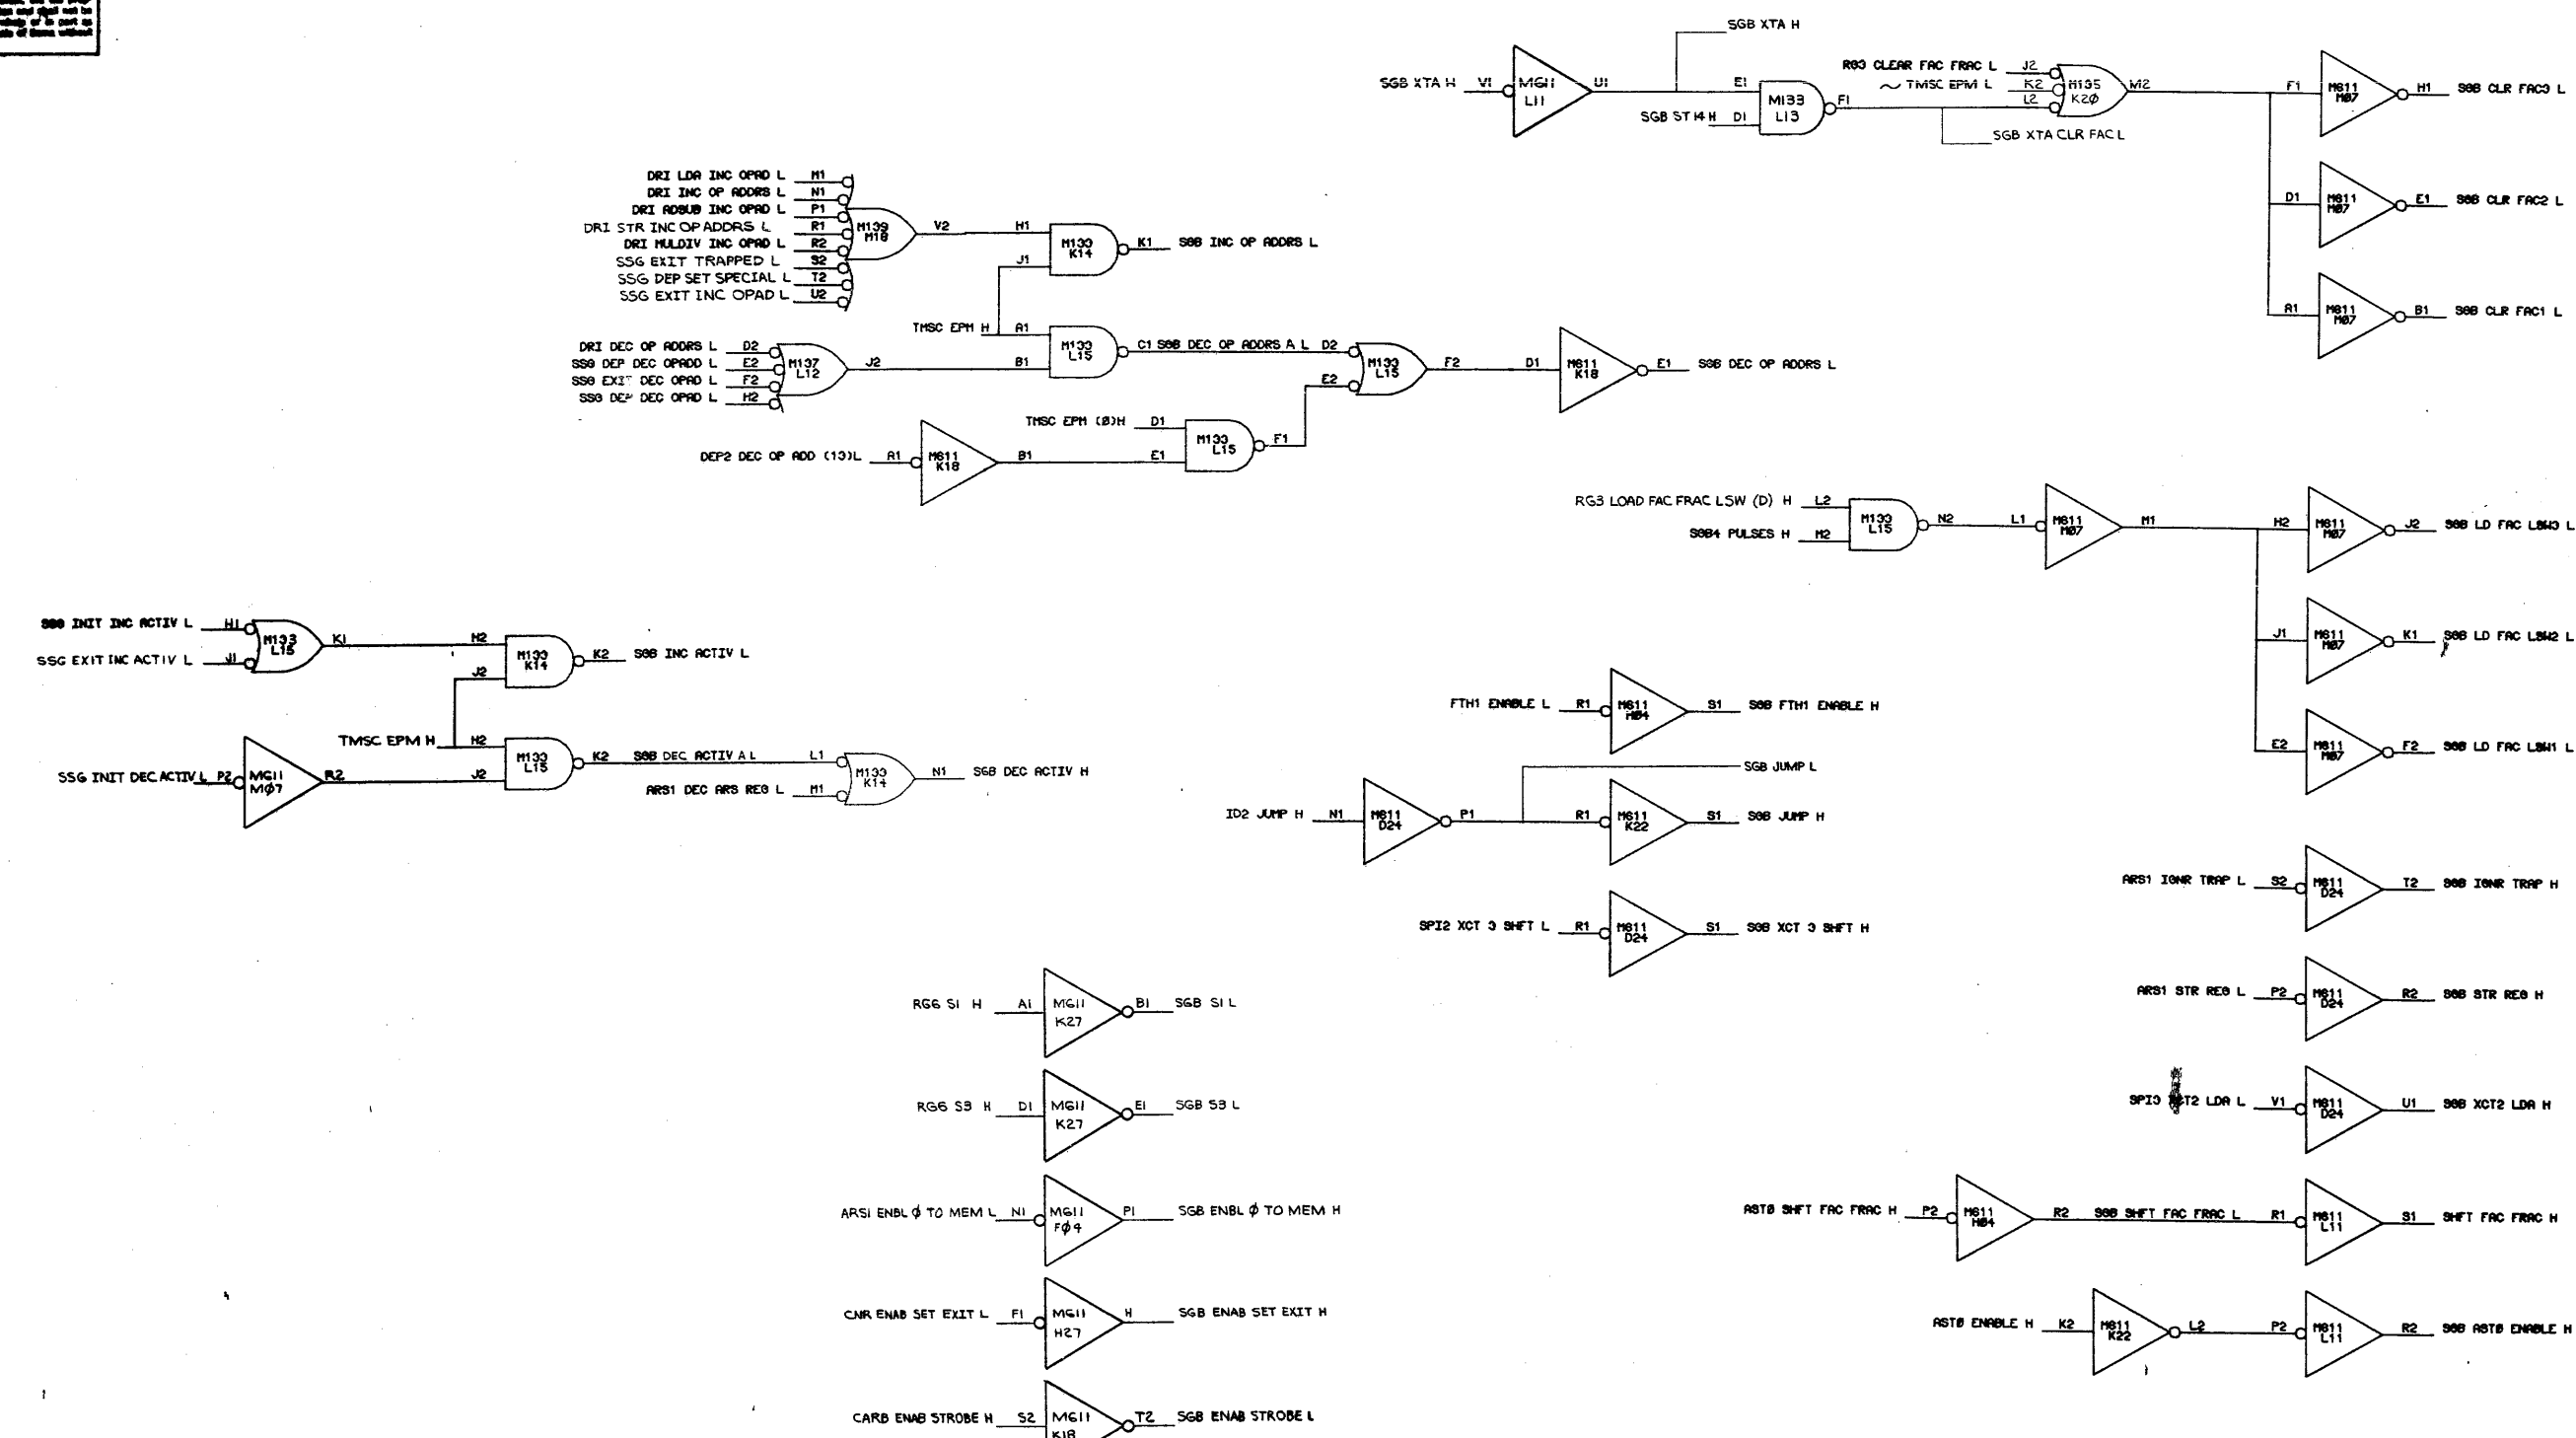 SGB XTA H
SGB XTA H V1 M611 L11 U1 E1
SGB ST14 H D1 M133 L13 F1
RG3 CLEAR FAC FRAC L J2
~ TMSC EPM L K2 M135 K20 M2
L2
SGB XTA CLR FAC L
F1 M611 M07 H1 SGB CLR FAC3 L
D1 M611 M07 E1 SGB CLR FAC2 L
A1 M611 M07 B1 SGB CLR FAC1 L
DRI LDA INC OPAD L M1
DRI INC OP ADDRS L N1
DRI ADSUB INC OPAD L P1
DRI STR INC OP ADDRS L R1
DRI MULDIV INC OPAD L R2
SSG EXIT TRAPPED L S2
SSG DEP SET SPECIAL L T2
SSG EXIT INC OPAD L U2
M139 M18 V2 H1
J1 M133 K14 K1 SGB INC OP ADDRS L
TMSC EPM H A1
DRI DEC OP ADDRS L D2
SSG DEP DEC OPADD L E2
SSG EXIT DEC OPAD L F2
SSG DEP DEC OPAD L H2
M137 L12 J2 B1 M133 L15 C1 SGB DEC OP ADDRS A L D2
E2 M133 L15 F2 D1 M611 K18 E1 SGB DEC OP ADDRS L
TMSC EPM (0)H D1
DEP2 DEC OP ADD (13)L A1 M611 K18 B1 E1 M133 L15 F1
RG3 LOAD FAC FRAC LSW (D) H L2
SGB4 PULSES H M2 M133 L15 N2 L1 M611 M07 M1
H2 M611 M07 J2 SGB LD FAC LSW3 L
J1 M611 M07 K1 SGB LD FAC LSW2 L
E2 M611 M07 F2 SGB LD FAC LSW1 L
SSG INIT INC ACTIV L H1
SSG EXIT INC ACTIV L J1 M133 L15 K1 H2
J2 M133 K14 K2 SGB INC ACTIV L
TMSC EPM H H2
SSG INIT DEC ACTIV L P2 M611 M07 R2 J2 M133 L15 K2 SGB DEC ACTIV A L L1
ARS1 DEC ARS REG L M1 M133 K14 N1 SGB DEC ACTIV H
FTH1 ENABLE L R1 M611 H04 S1 SGB FTH1 ENABLE H
SGB JUMP L
ID2 JUMP H N1 M611 D24 P1 R1 M611 K22 S1 SGB JUMP H
SPI2 XCT 3 SHFT L R1 M611 D24 S1 SGB XCT 3 SHFT H
ARS1 IGNR TRAP L S2 M611 D24 T2 SGB IGNR TRAP H
ARS1 STR REG L P2 M611 D24 R2 SGB STR REG H
SPI3 LDA L V1 M611 D24 U1 SGB XCT2 LDA H
AST0 SHFT FAC FRAC H P2 M611 H04 R2 SGB SHFT FAC FRAC L R1 M611 L11 S1 SHFT FAC FRAC H
AST0 ENABLE H K2 M611 K22 L2 P2 M611 L11 R2 SGB AST0 ENABLE H
RG6 S1 H A1 M611 K27 B1 SGB S1 L
RG6 S3 H D1 M611 K27 E1 SGB S3 L
ARS1 ENBL 0 TO MEM L N1 M611 F04 P1 SGB ENBL 0 TO MEM H
CNR ENAB SET EXIT L F1 M611 H27 H SGB ENAB SET EXIT H
CARB ENAB STROBE H S2 M611 K18 T2 SGB ENAB STROBE L